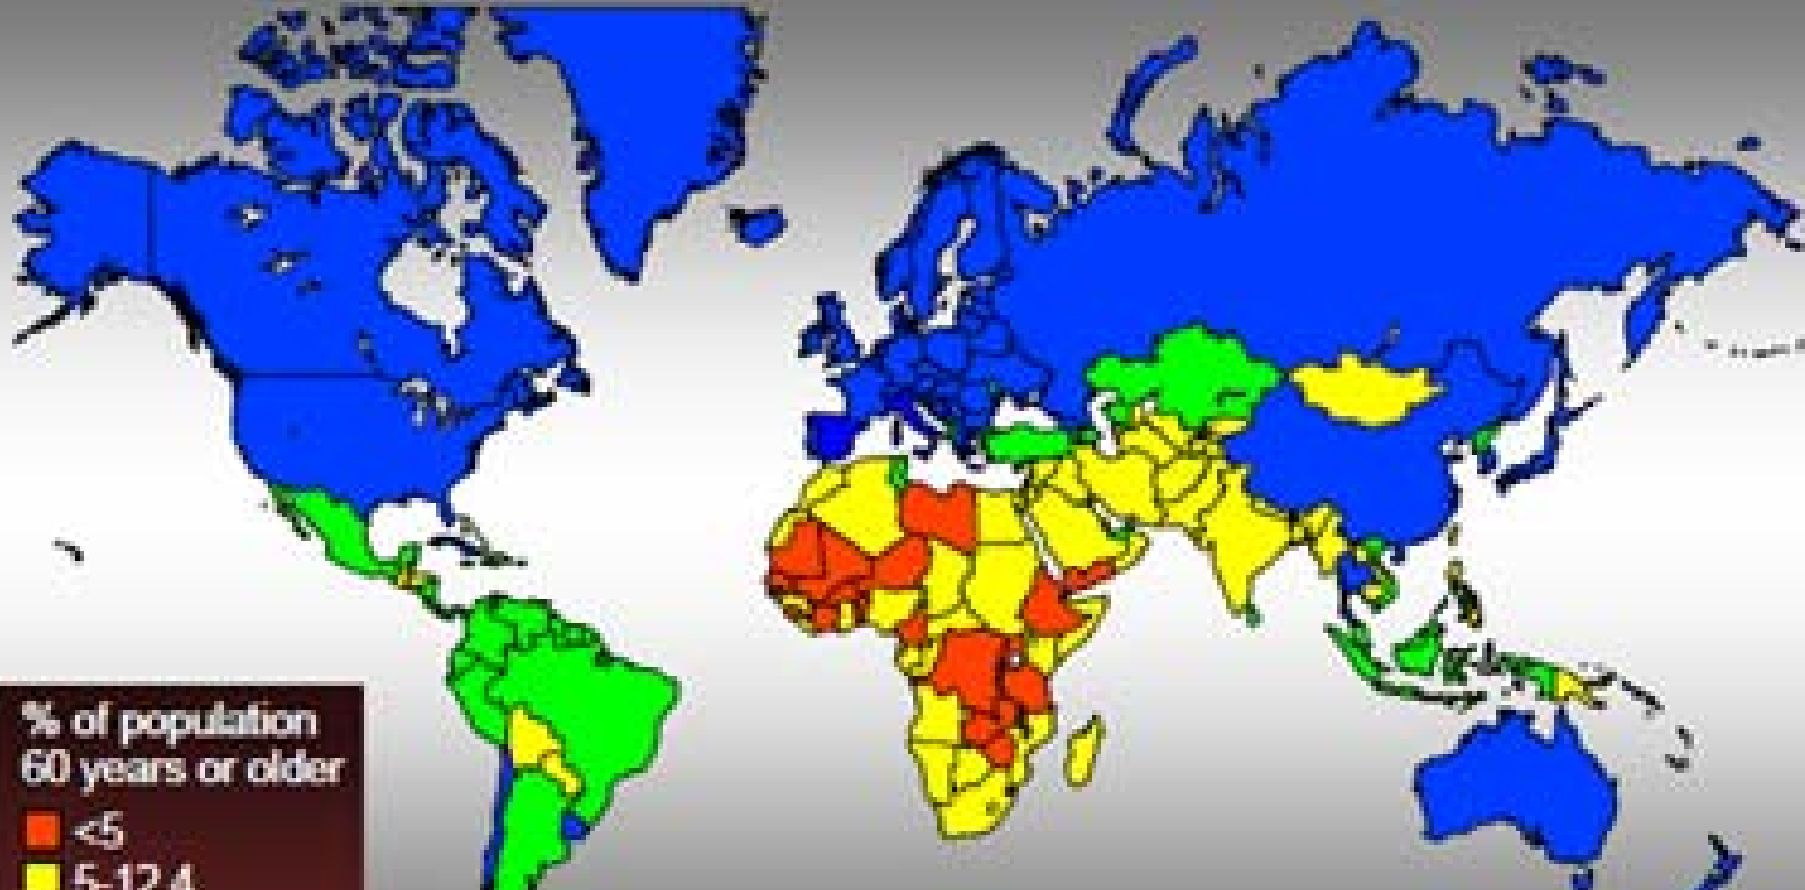 % of population
60 years or older
<5
5-12.4